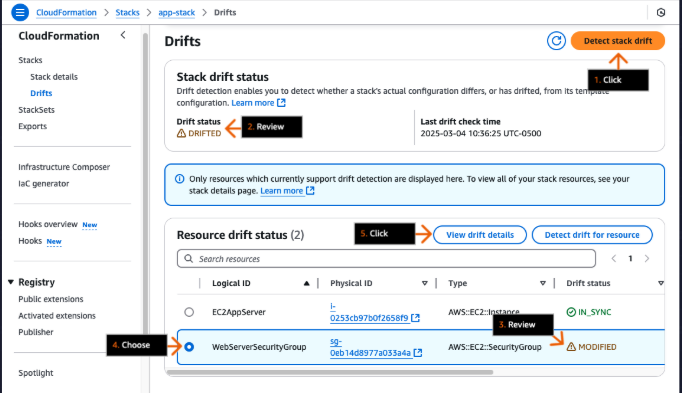 CloudFormation > Stacks > app-stack > Drifts
CloudFormation
Stacks
Stack details
Drifts
StackSets
Exports
Infrastructure Composer
IaC generator
Hooks overview New
Hooks New
Registry
Public extensions
Activated extensions
Publisher
Spotlight
Drifts
Detect stack drift
1. Click
Stack drift status
Drift detection enables you to detect whether a stack's actual configuration differs, or has drifted, from its template
configuration. Learn more
Drift status
DRIFTED
2. Review
Last drift check time
2025-03-04 10:36:25 UTC-0500
Only resources which currently support drift detection are displayed here. To view all of your stack resources, see your
stack details page. Learn more
Resource drift status (2)
5. Click
View drift details
Detect drift for resource
Search resources
1
Logical ID Physical ID Type Drift status
EC2AppServer
i-
0253cb97b0f2658f9
AWS::EC2::Instance
IN_SYNC
3. Review
4. Choose
WebServerSecurityGroup
sg-
0eb14d8977a033a4a
AWS::EC2::SecurityGroup
MODIFIED